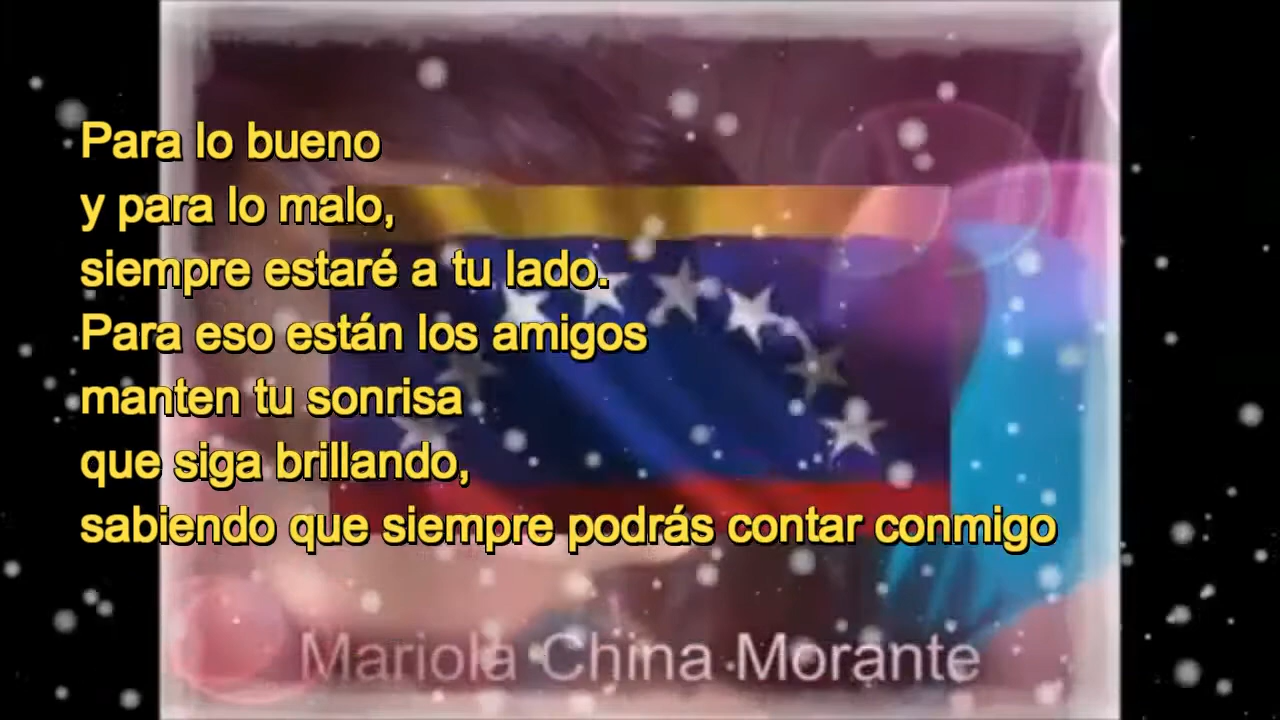 Para lo bueno
y para lo malo,
siempre estaré a tu lado.
Para eso están los amigos
manten tu sonrisa
que siga brillando,
sabiendo que siempre podrás contar conmigo
Mariola China Morante